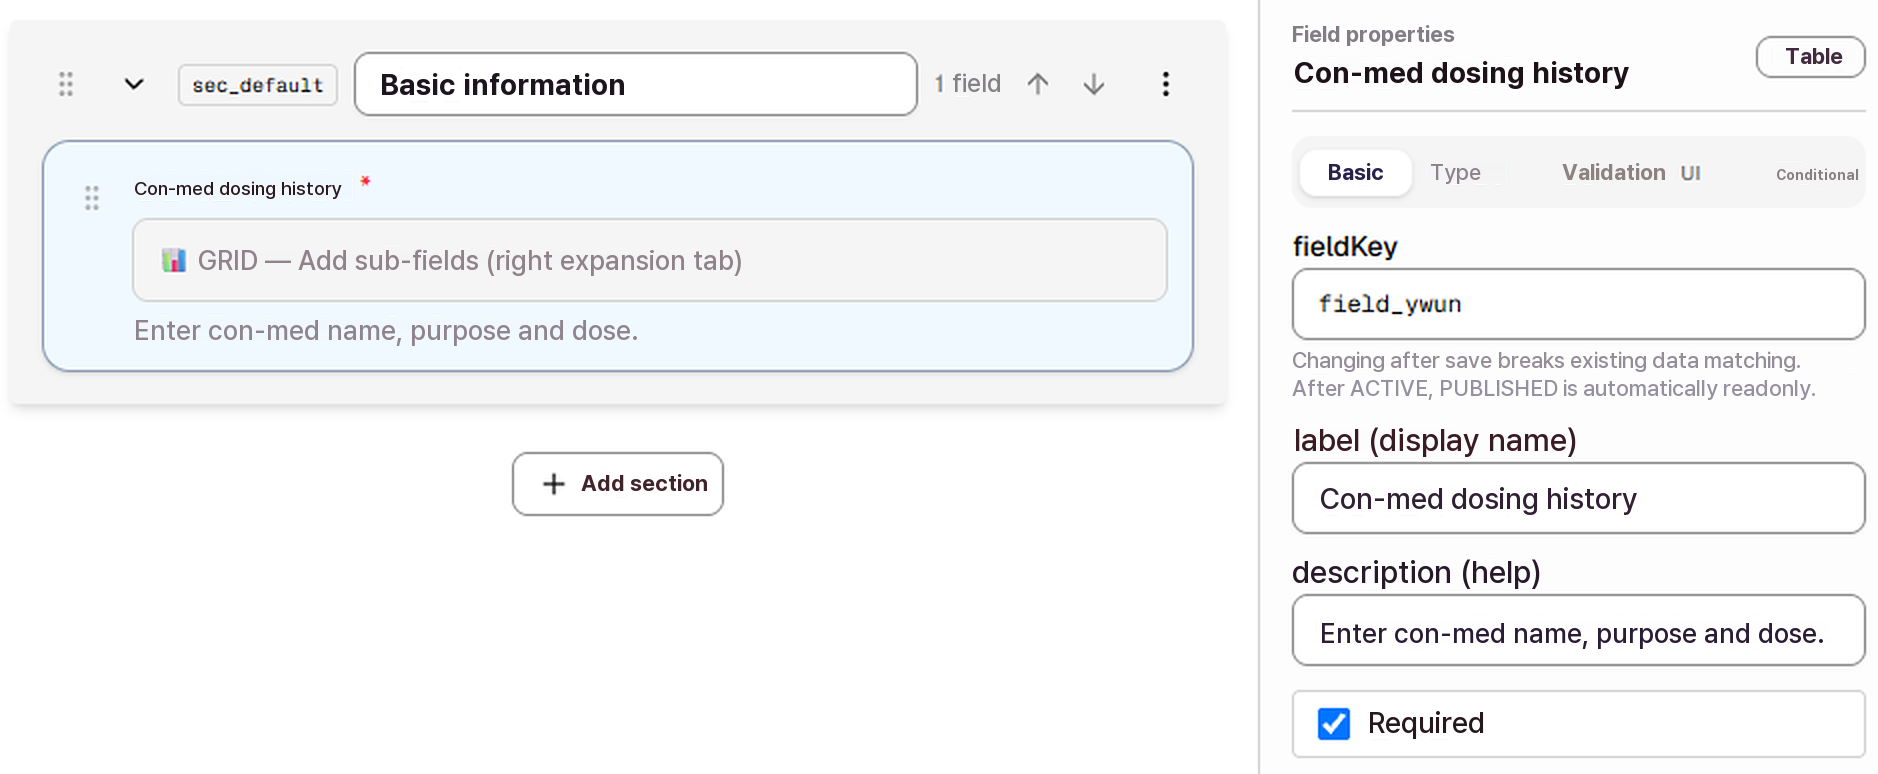 sec_default
Basic information
1 field
Con-med dosing history *
GRID — Add sub-fields (right expansion tab)
Enter con-med name, purpose and dose.
Add section
Field properties
Con-med dosing history
Table
Basic Type Validation UI Conditional
fieldKey
field_ywun
Changing after save breaks existing data matching.
After ACTIVE, PUBLISHED is automatically readonly.
label (display name)
Con-med dosing history
description (help)
Enter con-med name, purpose and dose.
Required